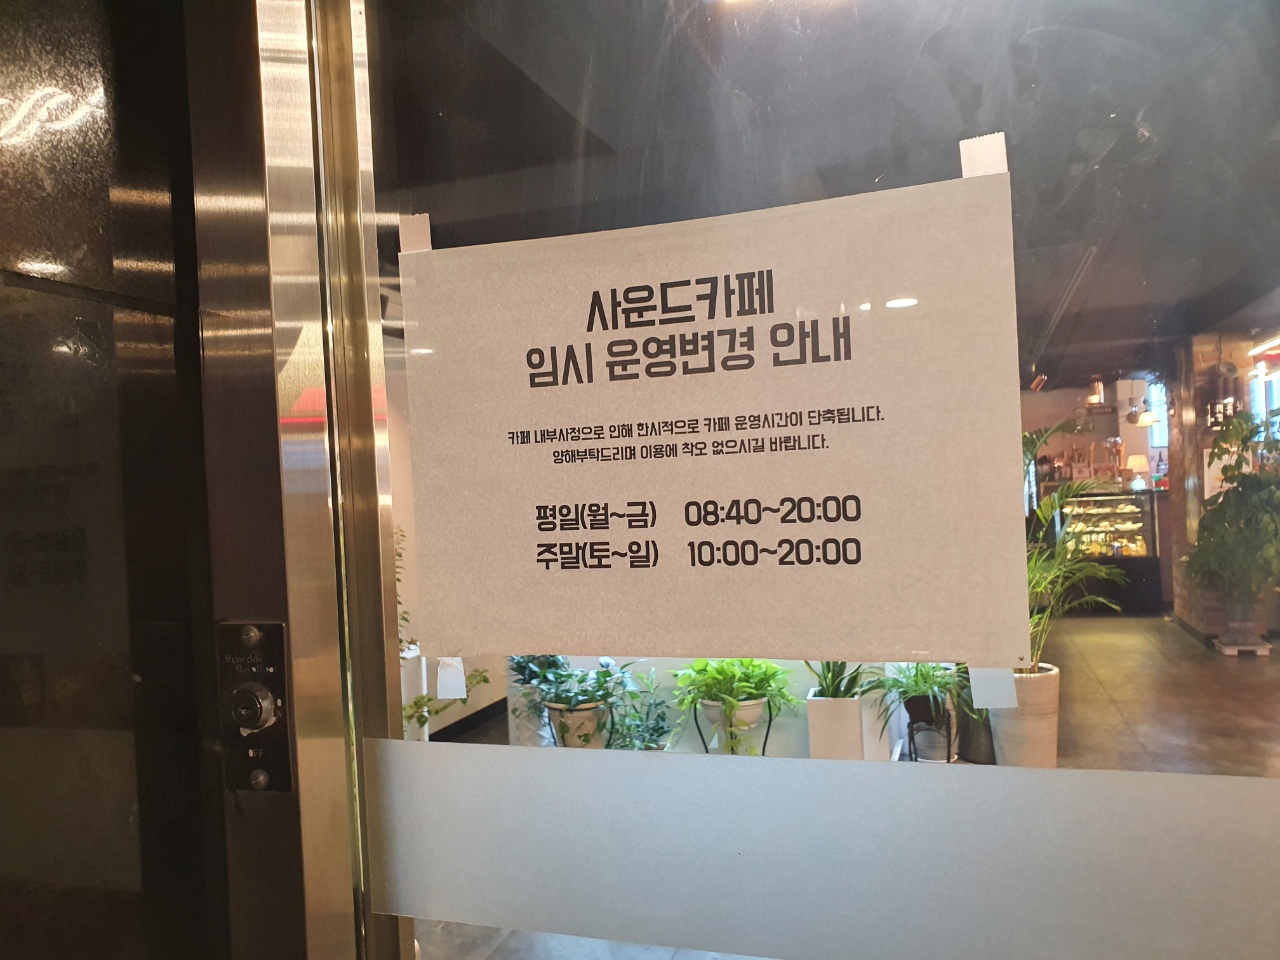 사운드카페
임시 운영변경 안내
카페 내부사정으로 인해 한시적으로 카페 운영시간이 단축됩니다.
양해부탁드리며 이용에 착오 없으시길 바랍니다.
평일(월~금) 08:40~20:00
주말(토~일) 10:00~20:00
OFF